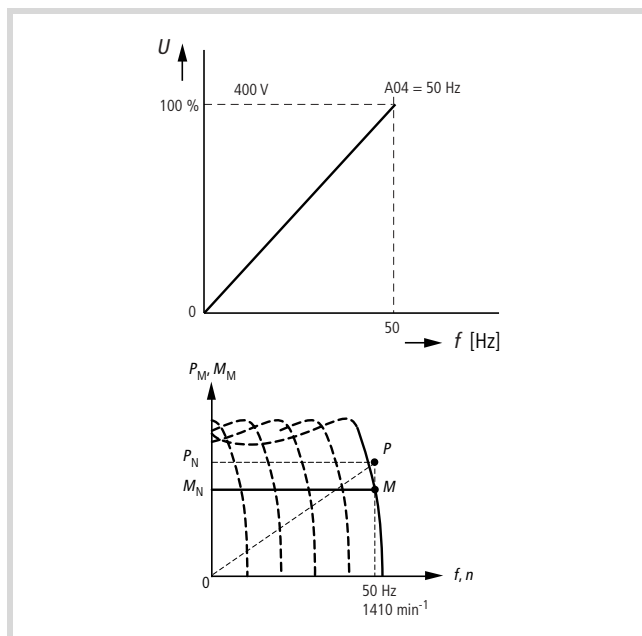 U
400 V
A04 = 50 Hz
100 %
0
50
f [Hz]
P_M, M_M
P_N
P
M_N
M
0
f, n
50 Hz
1410 min⁻¹